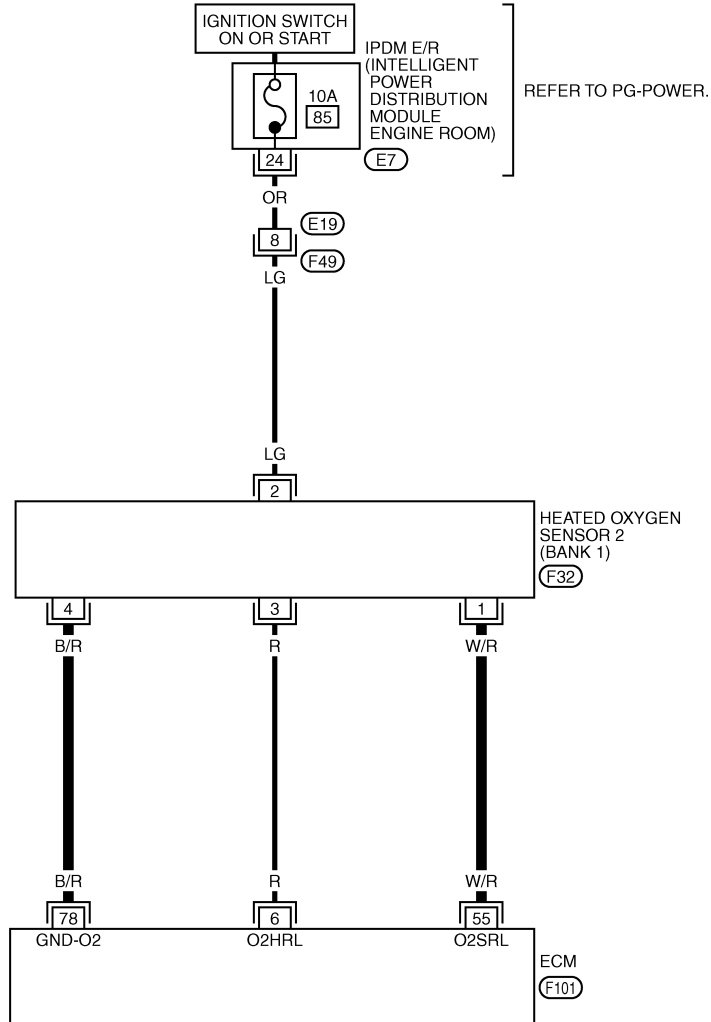 IGNITION SWITCH
ON OR START
IPDM E/R
(INTELLIGENT
POWER
DISTRIBUTION
MODULE
ENGINE ROOM)
REFER TO PG-POWER.
10A
85
24
E7
OR
E19
8
F49
LG
LG
2
HEATED OXYGEN
SENSOR 2
(BANK 1)
F32
4
3
1
B/R
R
W/R
B/R
R
W/R
78
6
55
GND-O2
O2HRL
O2SRL
ECM
F101